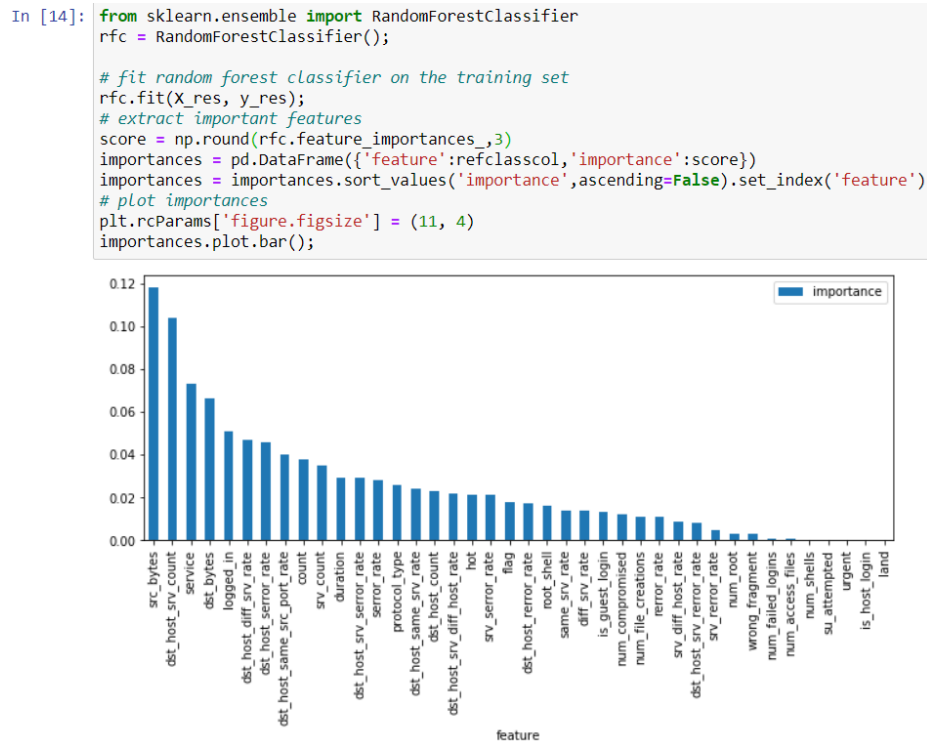 In [14]: from sklearn.ensemble import RandomForestClassifier
rfc = RandomForestClassifier();
# fit random forest classifier on the training set
rfc.fit(X_res, y_res);
# extract important features
score = np.round(rfc.feature_importances_,3)
importances = pd.DataFrame({'feature':refclasscol,'importance':score})
importances = importances.sort_values('importance',ascending=False).set_index('feature')
# plot importances
plt.rcParams['figure.figsize'] = (11, 4)
importances.plot.bar();
importance
0.12
0.10
0.08
0.06
0.04
0.02
0.00
src_bytes
dst_host_srv_count
service
dst_bytes
logged_in
dst_host_diff_srv_rate
dst_host_serror_rate
dst_host_same_src_port_rate
count
srv_count
duration
dst_host_srv_serror_rate
serror_rate
protocol_type
dst_host_same_srv_rate
dst_host_count
dst_host_srv_diff_host_rate
hot
srv_serror_rate
flag
dst_host_rerror_rate
root_shell
same_srv_rate
diff_srv_rate
is_guest_login
num_compromised
num_file_creations
rerror_rate
srv_diff_host_rate
dst_host_srv_rerror_rate
srv_rerror_rate
num_root
wrong_fragment
num_failed_logins
num_access_files
num_shells
su_attempted
urgent
is_host_login
land
feature